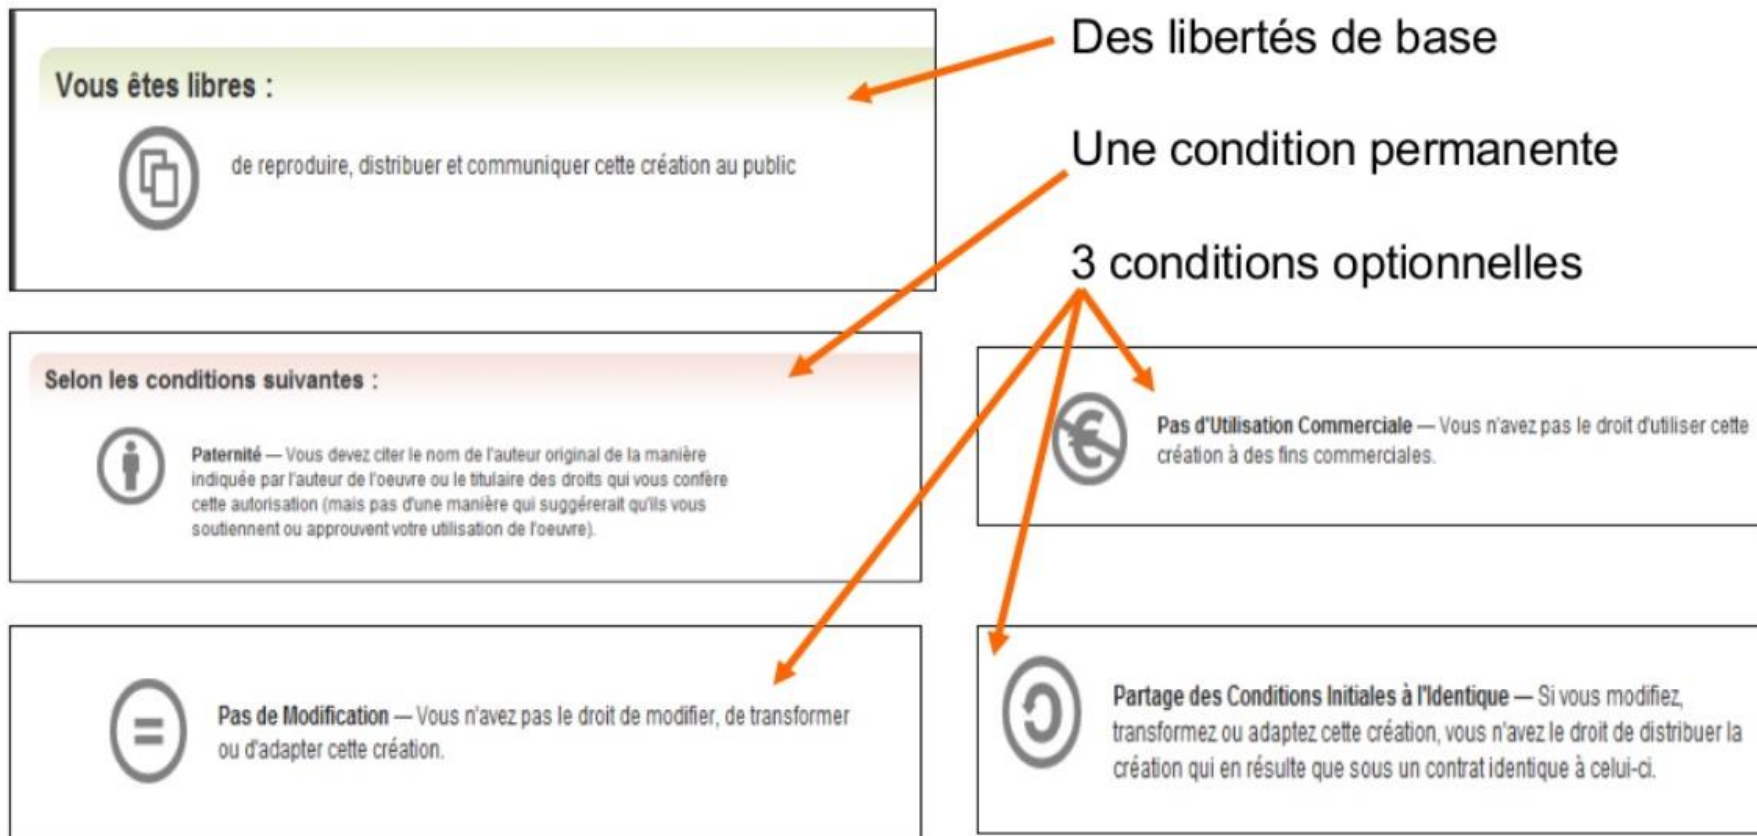 Des libertés de base
Vous êtes libres :
de reproduire, distribuer et communiquer cette création au public
Une condition permanente
3 conditions optionnelles
Selon les conditions suivantes :
Paternité — Vous devez citer le nom de l'auteur original de la manière
indiquée par l'auteur de l'oeuvre ou le titulaire des droits qui vous confère
cette autorisation (mais pas d'une manière qui suggérerait qu'ils vous
soutiennent ou approuvent votre utilisation de l'oeuvre).
€
Pas d'Utilisation Commerciale — Vous n'avez pas le droit d'utiliser cette
création à des fins commerciales.
Pas de Modification — Vous n'avez pas le droit de modifier, de transformer
ou d'adapter cette création.
Partage des Conditions Initiales à l'Identique — Si vous modifiez,
transformez ou adaptez cette création, vous n'avez le droit de distribuer la
création qui en résulte que sous un contrat identique à celui-ci.